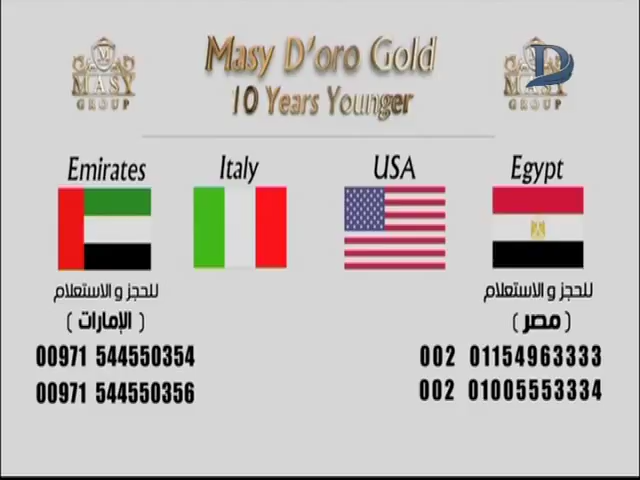 Masy D'oro Gold
10 Years Younger
MASY
GROUP
D
MASY
GROUP
Emirates
Italy
USA
Egypt
للحجز و الاستعلام
( الإمارات )
00971 544550354
00971 544550356
للحجز و الاستعلام
( مصر )
002 01154963333
002 01005553334